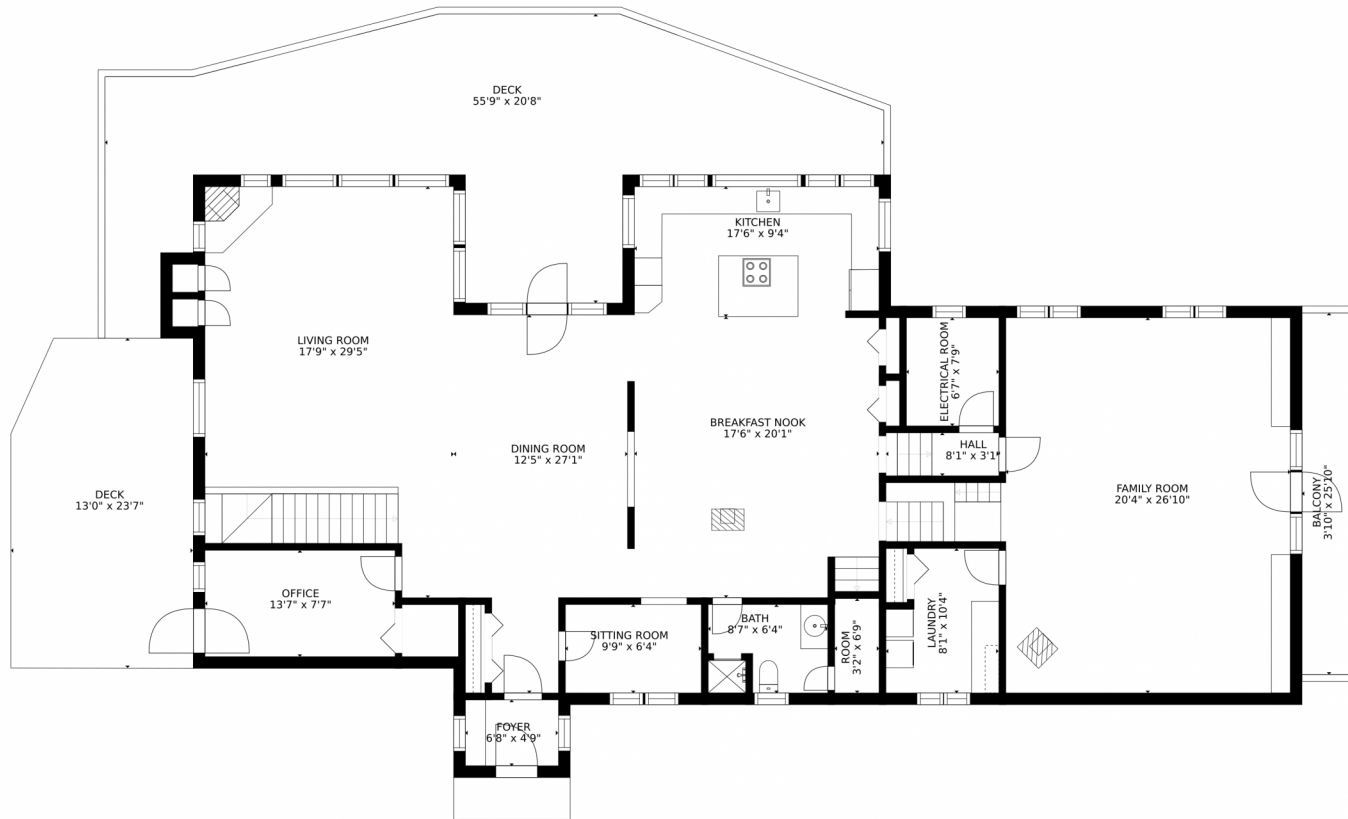 DECK
55'9" x 20'8"
KITCHEN
17'6" x 9'4"
LIVING ROOM
17'9" x 29'5"
ELECTRICAL ROOM
6'7" x 7'9"
BREAKFAST NOOK
17'6" x 20'1"
DINING ROOM
12'5" x 27'1"
HALL
8'1" x 3'1"
DECK
13'0" x 23'7"
FAMILY ROOM
20'4" x 26'10"
BALCONY
3'10" x 25'10"
OFFICE
13'7" x 7'7"
SITTING ROOM
9'9" x 6'4"
BATH
8'7" x 6'4"
ROOM
3'2" x 6'9"
LAUNDRY
8'1" x 10'4"
FOYER
6'8" x 4'9"